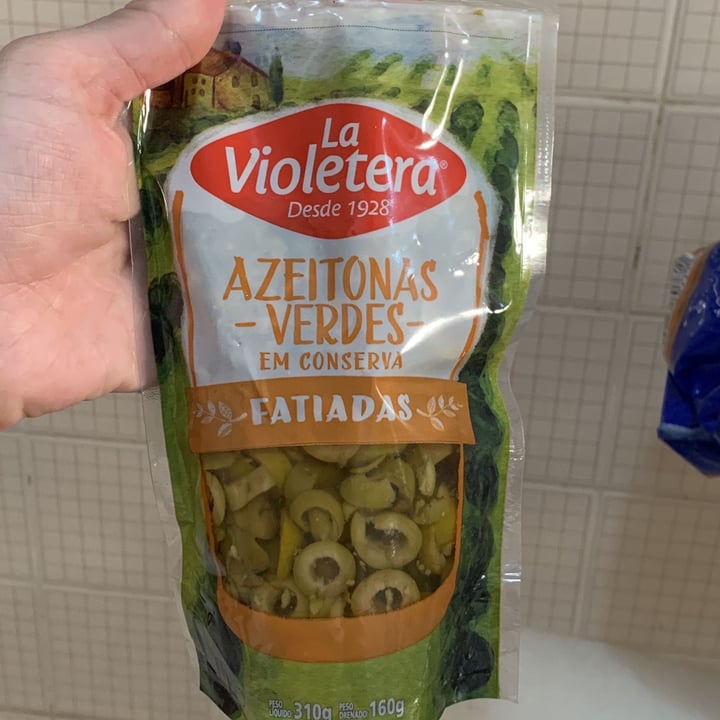 La
Violetera®
Desde 1928
AZEITONAS
- VERDES -
EM CONSERVA
FATIADAS
PESO LÍQUIDO 310g PESO DRENADO 160g